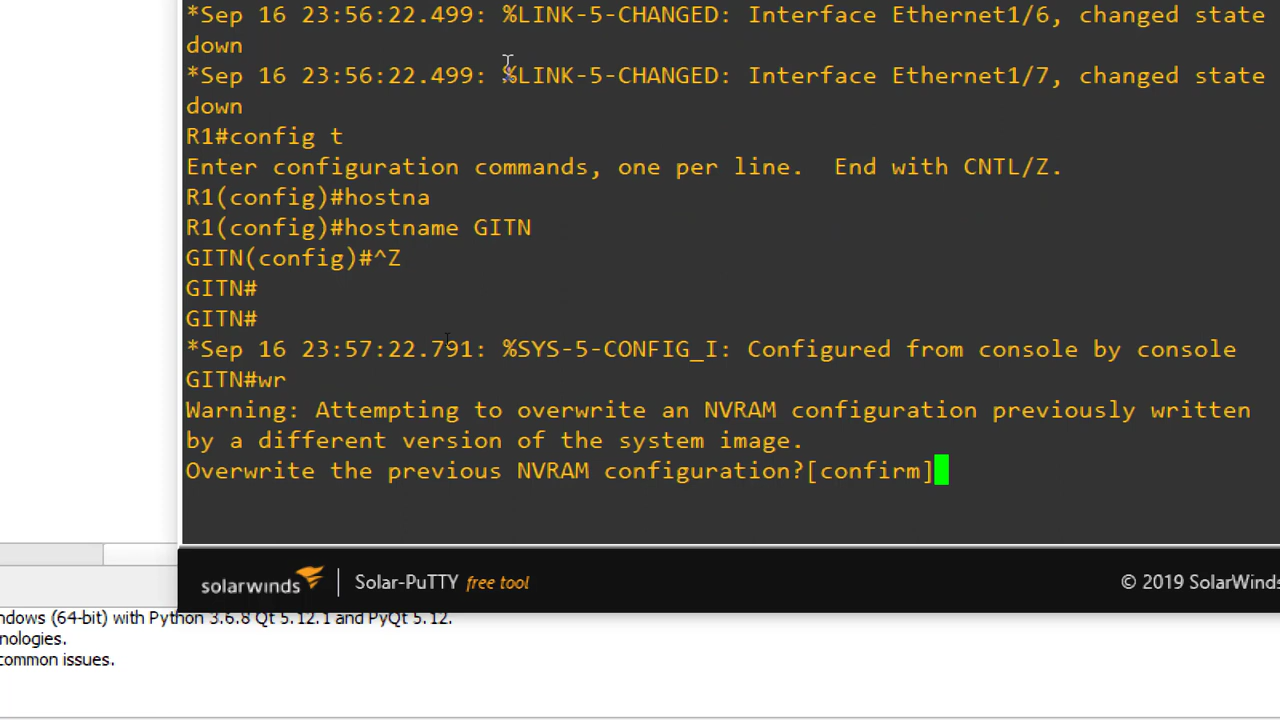 *Sep 16 23:56:22.499: %LINK-5-CHANGED: Interface Ethernet1/6, changed state
down
*Sep 16 23:56:22.499: %LINK-5-CHANGED: Interface Ethernet1/7, changed state
down
R1#config t
Enter configuration commands, one per line.  End with CNTL/Z.
R1(config)#hostna
R1(config)#hostname GITN
GITN(config)#^Z
GITN#
GITN#
*Sep 16 23:57:22.791: %SYS-5-CONFIG_I: Configured from console by console
GITN#wr
Warning: Attempting to overwrite an NVRAM configuration previously written
by a different version of the system image.
Overwrite the previous NVRAM configuration?[confirm]
solarwinds | Solar-PuTTY free tool © 2019 SolarWinds
ndows (64-bit) with Python 3.6.8 Qt 5.12.1 and PyQt 5.12.
nologies.
common issues.